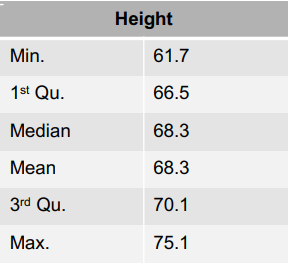 Height
Min. 61.7
1st Qu. 66.5
Median 68.3
Mean 68.3
3rd Qu. 70.1
Max. 75.1